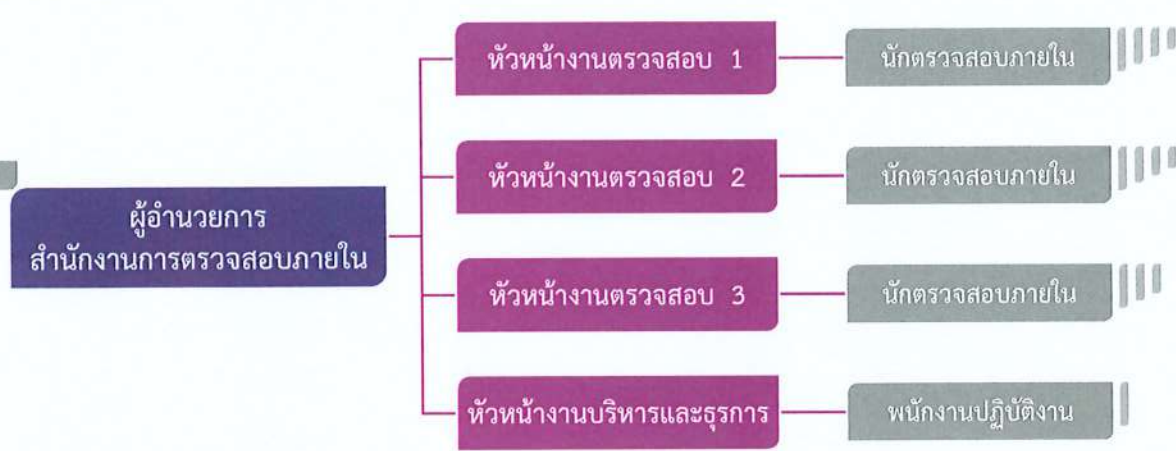 ผู้อำนวยการ
สำนักงานการตรวจสอบภายใน
หัวหน้างานตรวจสอบ 1
นักตรวจสอบภายใน
หัวหน้างานตรวจสอบ 2
นักตรวจสอบภายใน
หัวหน้างานตรวจสอบ 3
นักตรวจสอบภายใน
หัวหน้างานบริหารและธุรการ
พนักงานปฏิบัติงาน